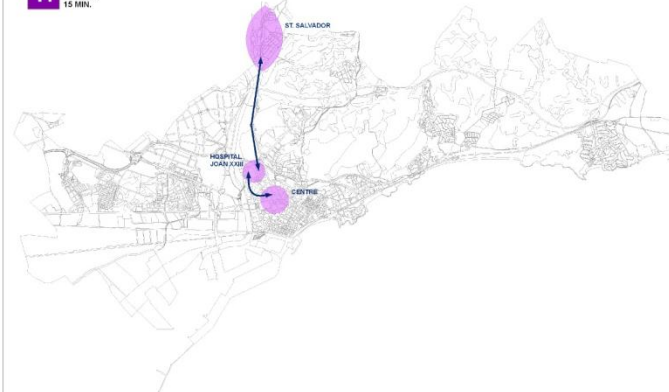 15 MIN.
ST. SALVADOR
HOSPITAL
JOAN XXIII
CENTRE